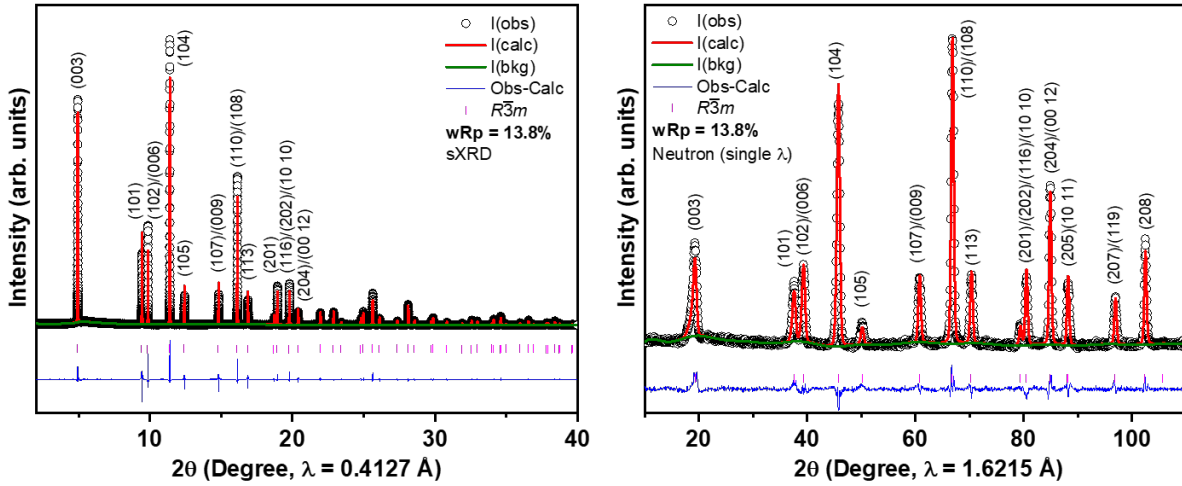 Intensity (arb. units)
(003)
(101)
(102)/(006)
(104)
(105)
(107)/(009)
(110)/(108)
(113)
(201)
(116)/(202)/(10 10)
(204)/(00 12)
I(obs)
I(calc)
I(bkg)
Obs-Calc
R3̅m
wRp = 13.8%
sXRD
10 20 30 40
2θ (Degree, λ = 0.4127 Å)
Intensity (arb. units)
I(obs)
I(calc)
I(bkg)
Obs-Calc
R3̅m
wRp = 13.8%
Neutron (single λ)
(003)
(101)
(102)/(006)
(104)
(105)
(107)/(009)
(110)/(108)
(113)
(201)/(202)/(116)/(10 10)
(204)/(00 12)
(205)/(10 11)
(207)/(119)
(208)
20 40 60 80 100
2θ (Degree, λ = 1.6215 Å)